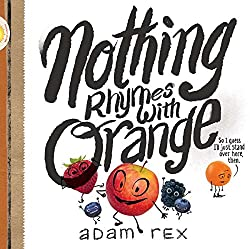 Nothing
Rhymes
with
Orange
So I guess
I'll just stand
over here,
then.
adam rex